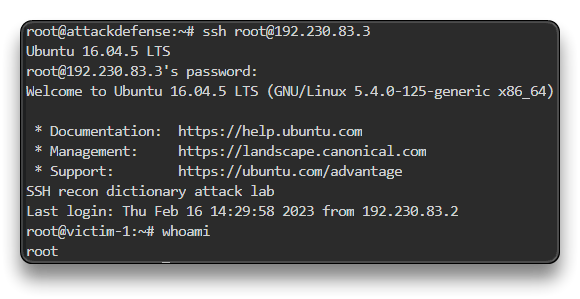 root@attackdefense:~# ssh root@192.230.83.3
Ubuntu 16.04.5 LTS
root@192.230.83.3's password:
Welcome to Ubuntu 16.04.5 LTS (GNU/Linux 5.4.0-125-generic x86_64)
* Documentation:  https://help.ubuntu.com
* Management:     https://landscape.canonical.com
* Support:        https://ubuntu.com/advantage
SSH recon dictionary attack lab
Last login: Thu Feb 16 14:29:58 2023 from 192.230.83.2
root@victim-1:~# whoami
root